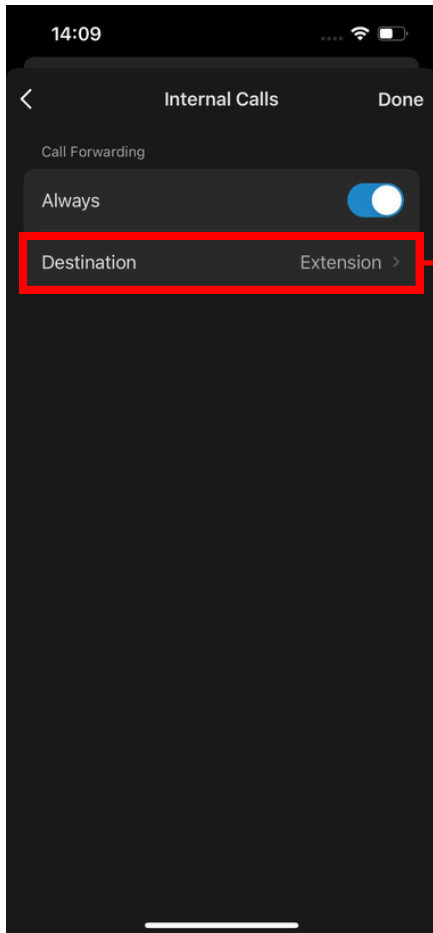 14:09
Internal Calls Done
Call Forwarding
Always
Destination Extension